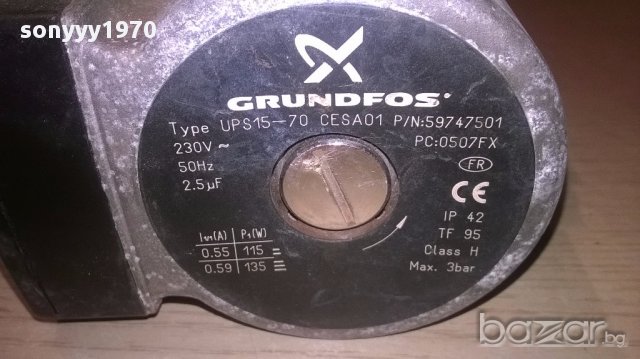 sonyyy1970
GRUNDFOS
Type UPS15-70 CESA01 P/N:59747501
230V ~
PC:0507FX
50Hz
FR
2.5µF
CE
IP 42
TF 95
Class H
Max. 3bar
I1/1(A) P1(W)
0.55 115
0.59 135
bazar.bg